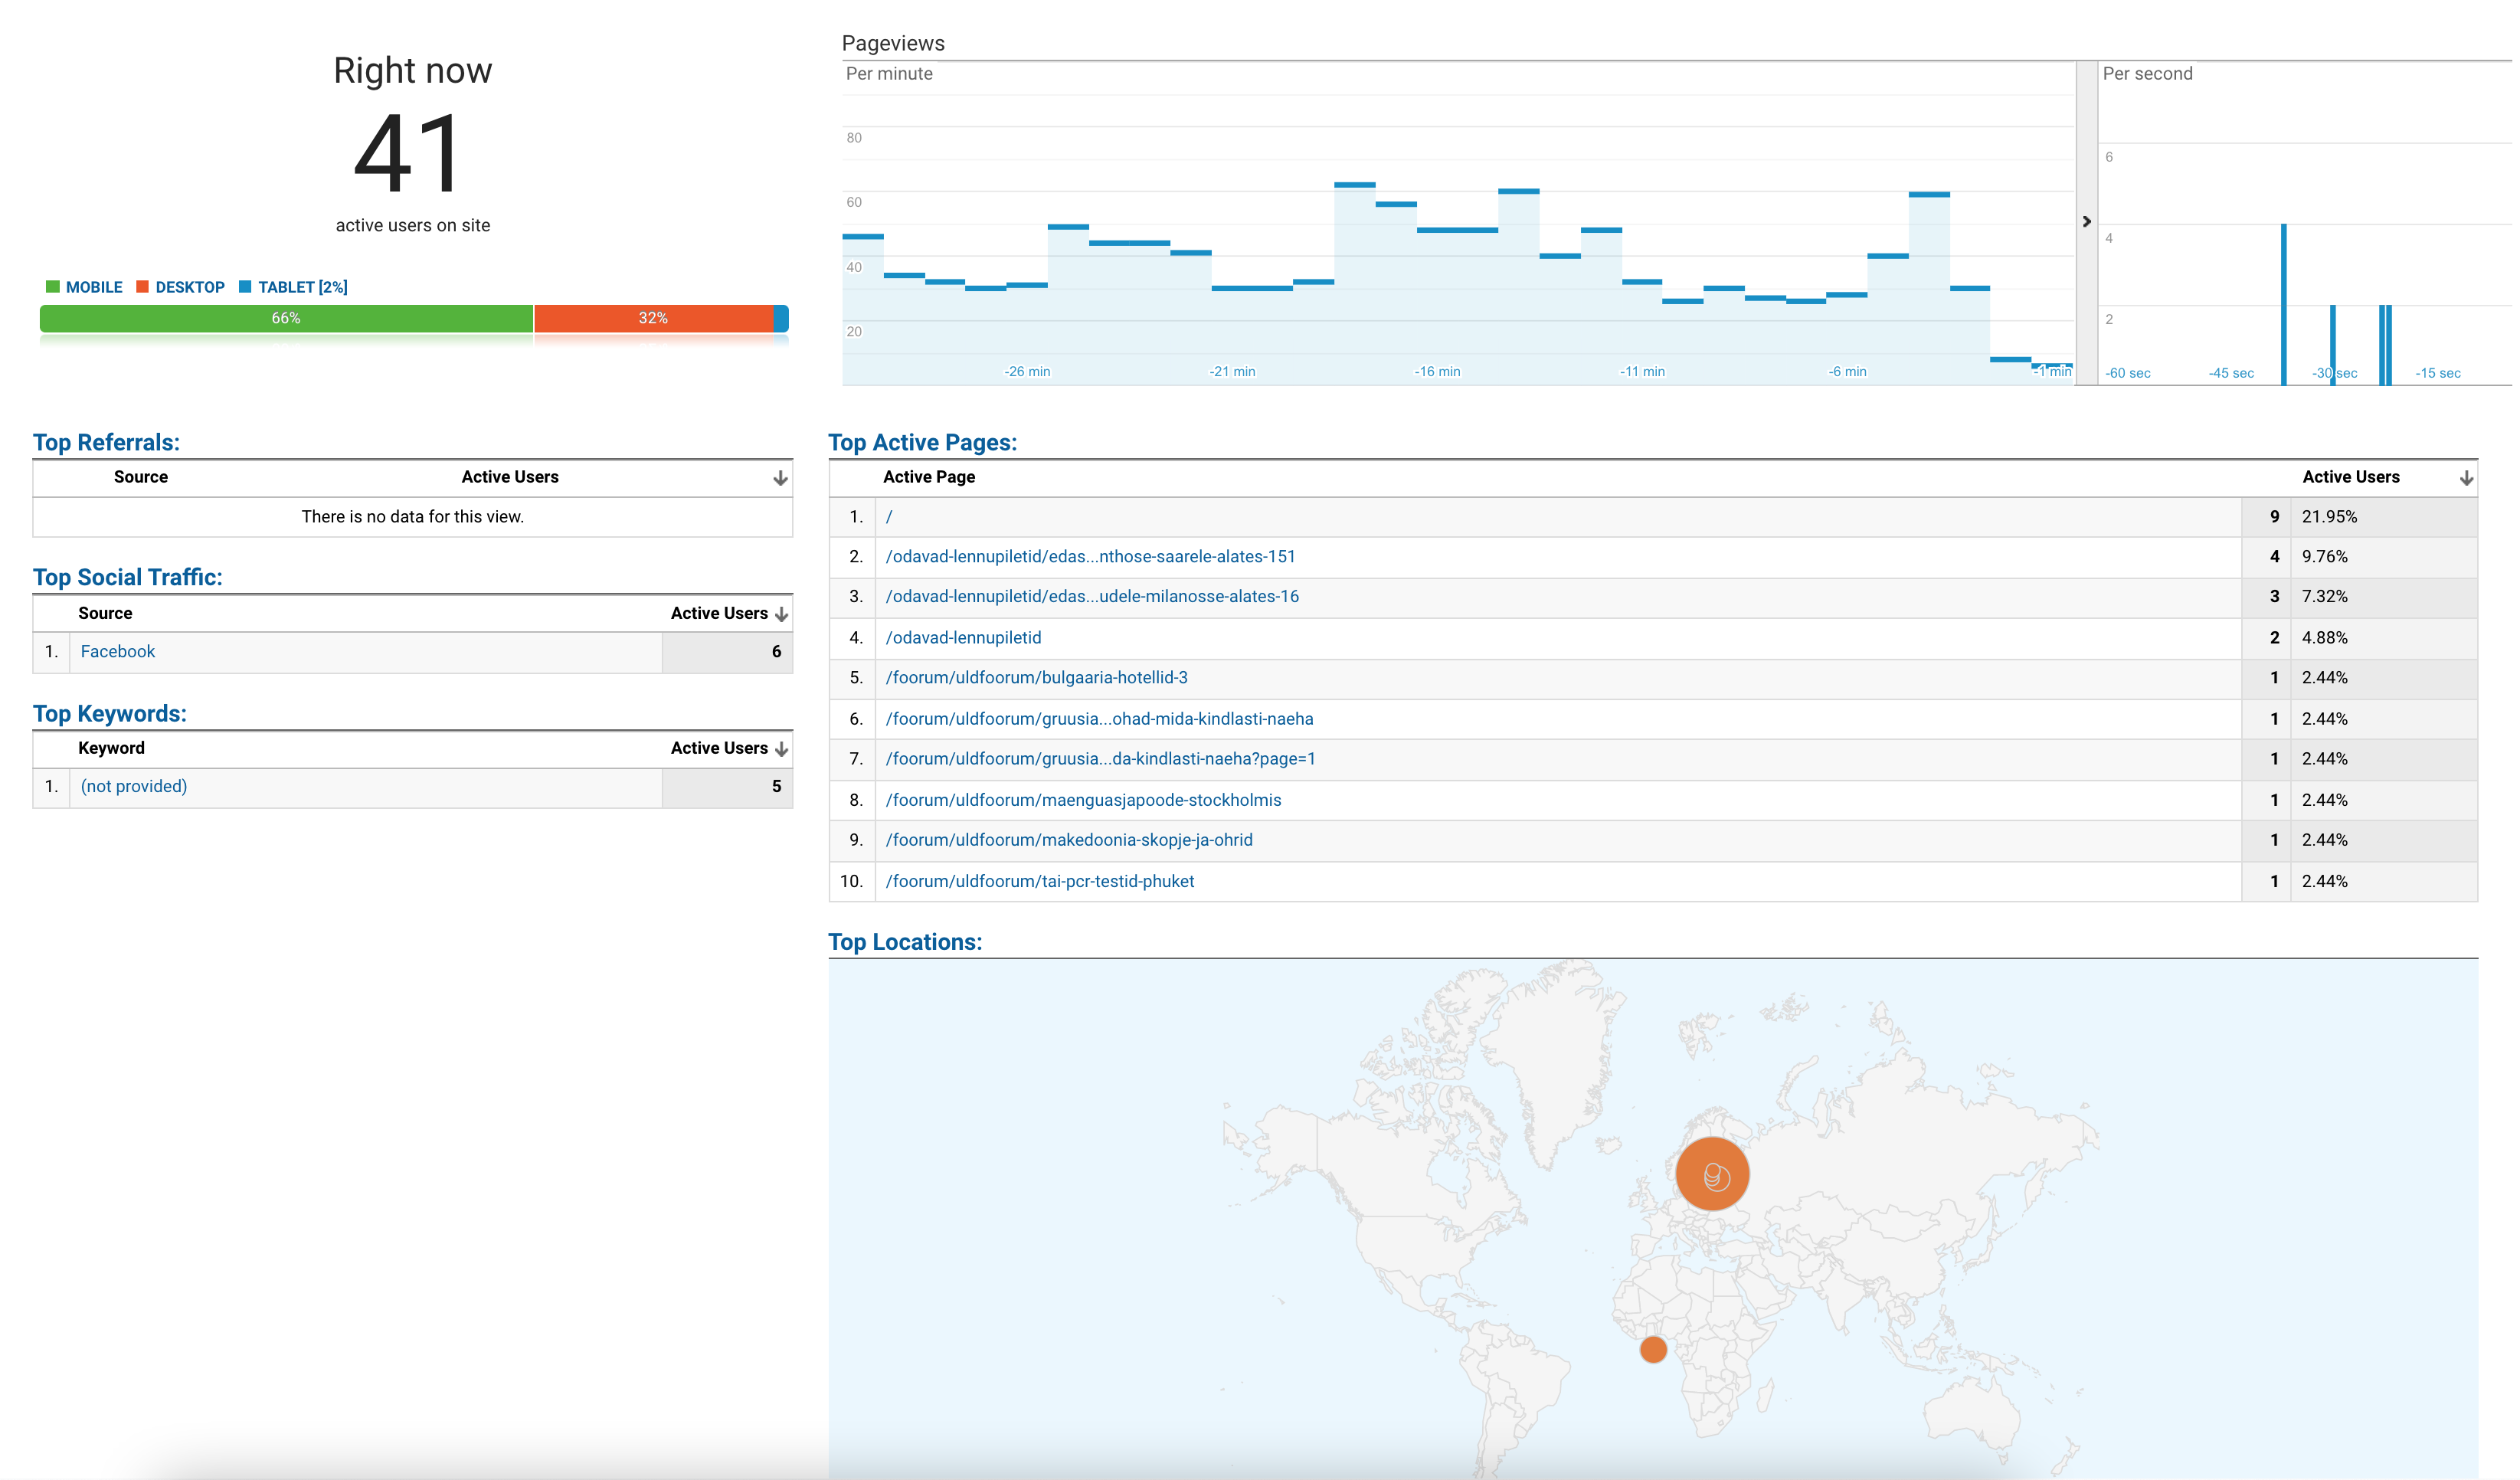 Right now
41
active users on site
MOBILE DESKTOP TABLET [2%]
66% 32%
Pageviews
Per minute
80
60
40
20
-26 min -21 min -16 min -11 min -6 min -1 min
Per second
6
4
2
-60 sec -45 sec -30 sec -15 sec
Top Referrals:
Source Active Users
There is no data for this view.
Top Social Traffic:
Source Active Users
1. Facebook 6
Top Keywords:
Keyword Active Users
1. (not provided) 5
Top Active Pages:
Active Page Active Users
1. / 9 21.95%
2. /odavad-lennupiletid/edas...nthose-saarele-alates-151 4 9.76%
3. /odavad-lennupiletid/edas...udele-milanosse-alates-16 3 7.32%
4. /odavad-lennupiletid 2 4.88%
5. /foorum/uldfoorum/bulgaaria-hotellid-3 1 2.44%
6. /foorum/uldfoorum/gruusia...ohad-mida-kindlasti-naeha 1 2.44%
7. /foorum/uldfoorum/gruusia...da-kindlasti-naeha?page=1 1 2.44%
8. /foorum/uldfoorum/maenguasjapoode-stockholmis 1 2.44%
9. /foorum/uldfoorum/makedoonia-skopje-ja-ohrid 1 2.44%
10. /foorum/uldfoorum/tai-pcr-testid-phuket 1 2.44%
Top Locations: